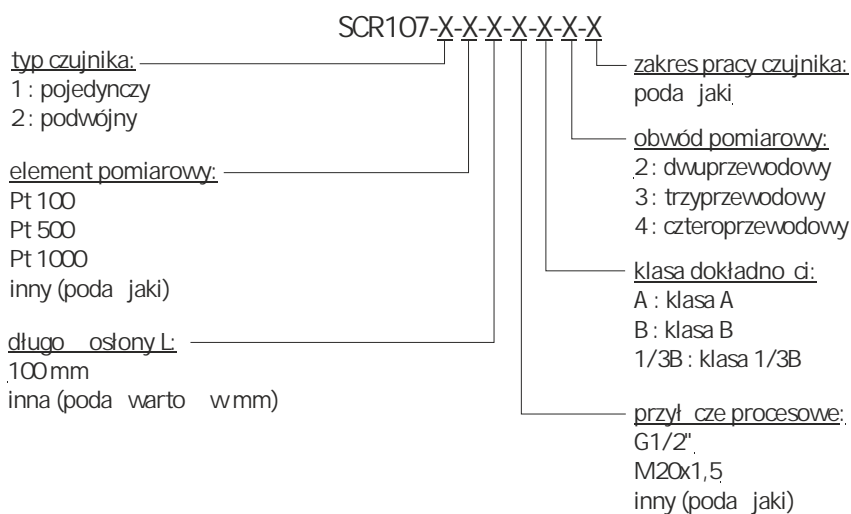 SCR107-X-X-X-X-X-X-X
typ czujnika:
1 : pojedynczy
2 : podwójny
element pomiarowy:
Pt 100
Pt 500
Pt 1000
inny (poda jaki)
długo osłony L:
100 mm
inna (poda warto w mm)
zakres pracy czujnika:
poda jaki
obwód pomiarowy:
2 : dwuprzewodowy
3 : trzyprzewodowy
4 : czteroprzewodowy
klasa dokładno ci:
A : klasa A
B : klasa B
1/3B : klasa 1/3B
przył cze procesowe:
G1/2"
M20x1,5
inny (poda jaki)